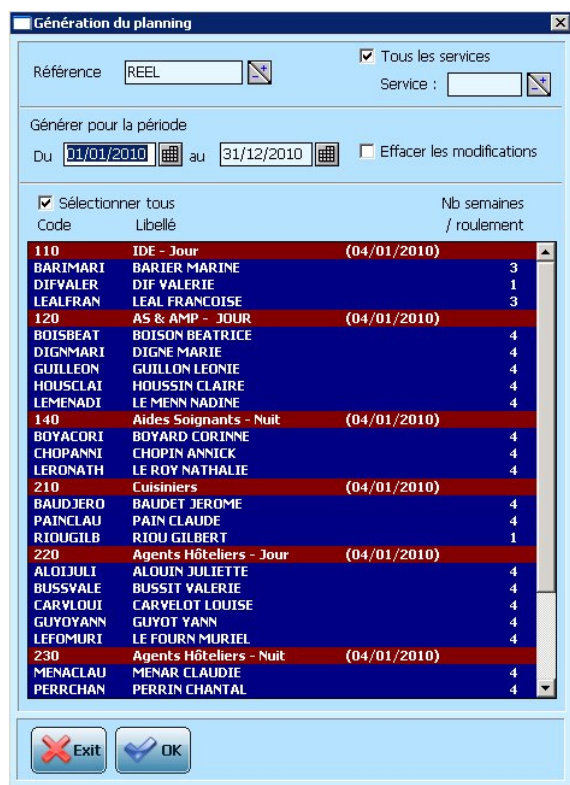 Génération du planning
Référence REEL
Tous les services
Service :
Générer pour la période
Du 01/01/2010 au 31/12/2010 Effacer les modifications
Sélectionner tous Nb semaines
Code Libellé / roulement
110 IDE - Jour (04/01/2010)
BARIMARI BARIER MARINE 3
DIFVALER DIF VALERIE 1
LEALFRAN LEAL FRANCOISE 3
120 AS & AMP - JOUR (04/01/2010)
BOISBEAT BOISON BEATRICE 4
DIGNMARI DIGNE MARIE 4
GUILLEON GUILLON LEONIE 4
HOUSCLAI HOUSSIN CLAIRE 4
LEMENADI LE MENN NADINE 4
140 Aides Soignants - Nuit (04/01/2010)
BOYACORI BOYARD CORINNE 4
CHOPANNI CHOPIN ANNICK 4
LERONATH LE ROY NATHALIE 4
210 Cuisiniers (04/01/2010)
BAUDJERO BAUDET JEROME 4
PAINCLAU PAIN CLAUDE 4
RIOUGILB RIOU GILBERT 1
220 Agents Hôteliers - Jour (04/01/2010)
ALOIJULI ALOUIN JULIETTE 4
BUSSVALE BUSSIT VALERIE 4
CARVLOUI CARVELOT LOUISE 4
GUYOYANN GUYOT YANN 4
LEFOMURI LE FOURN MURIEL 4
230 Agents Hôteliers - Nuit (04/01/2010)
MENACLAU MENAR CLAUDIE 4
PERRCHAN PERRIN CHANTAL 4
Exit OK